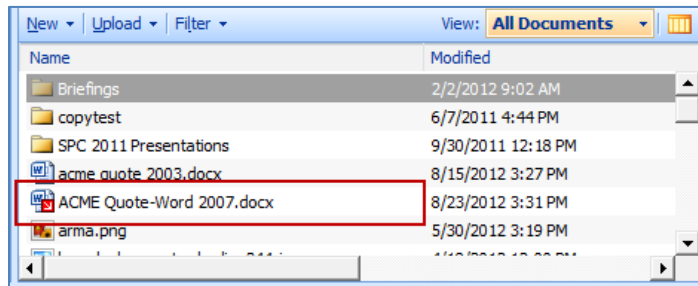 New Upload Filter View: All Documents
Name Modified
Briefings 2/2/2012 9:02 AM
copytest 6/7/2011 4:44 PM
SPC 2011 Presentations 9/30/2011 12:18 PM
acme quote 2003.docx 8/15/2012 3:27 PM
ACME Quote-Word 2007.docx 8/23/2012 3:31 PM
arma.png 5/30/2012 3:19 PM